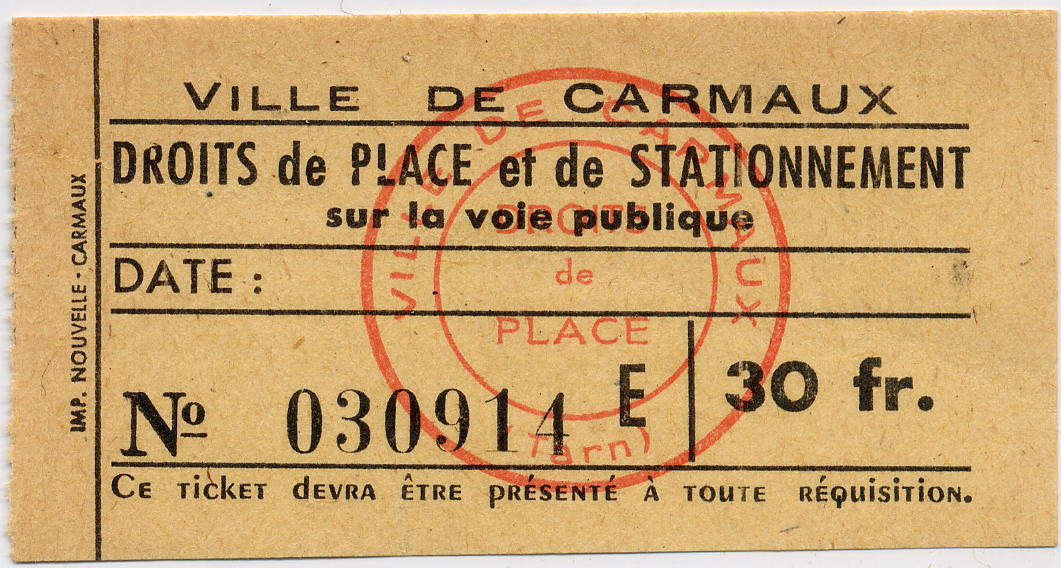 VILLE DE CARMAUX
DROITS de PLACE et de STATIONNEMENT
sur la voie publique
DATE :
Nº 030914 E 30 fr.
CE TICKET DEVRA ÊTRE PRÉSENTÉ À TOUTE RÉQUISITION.
IMP. NOUVELLE - CARMAUX
VILLE DE CARMAUX
DROITS
de
PLACE
(Tarn)